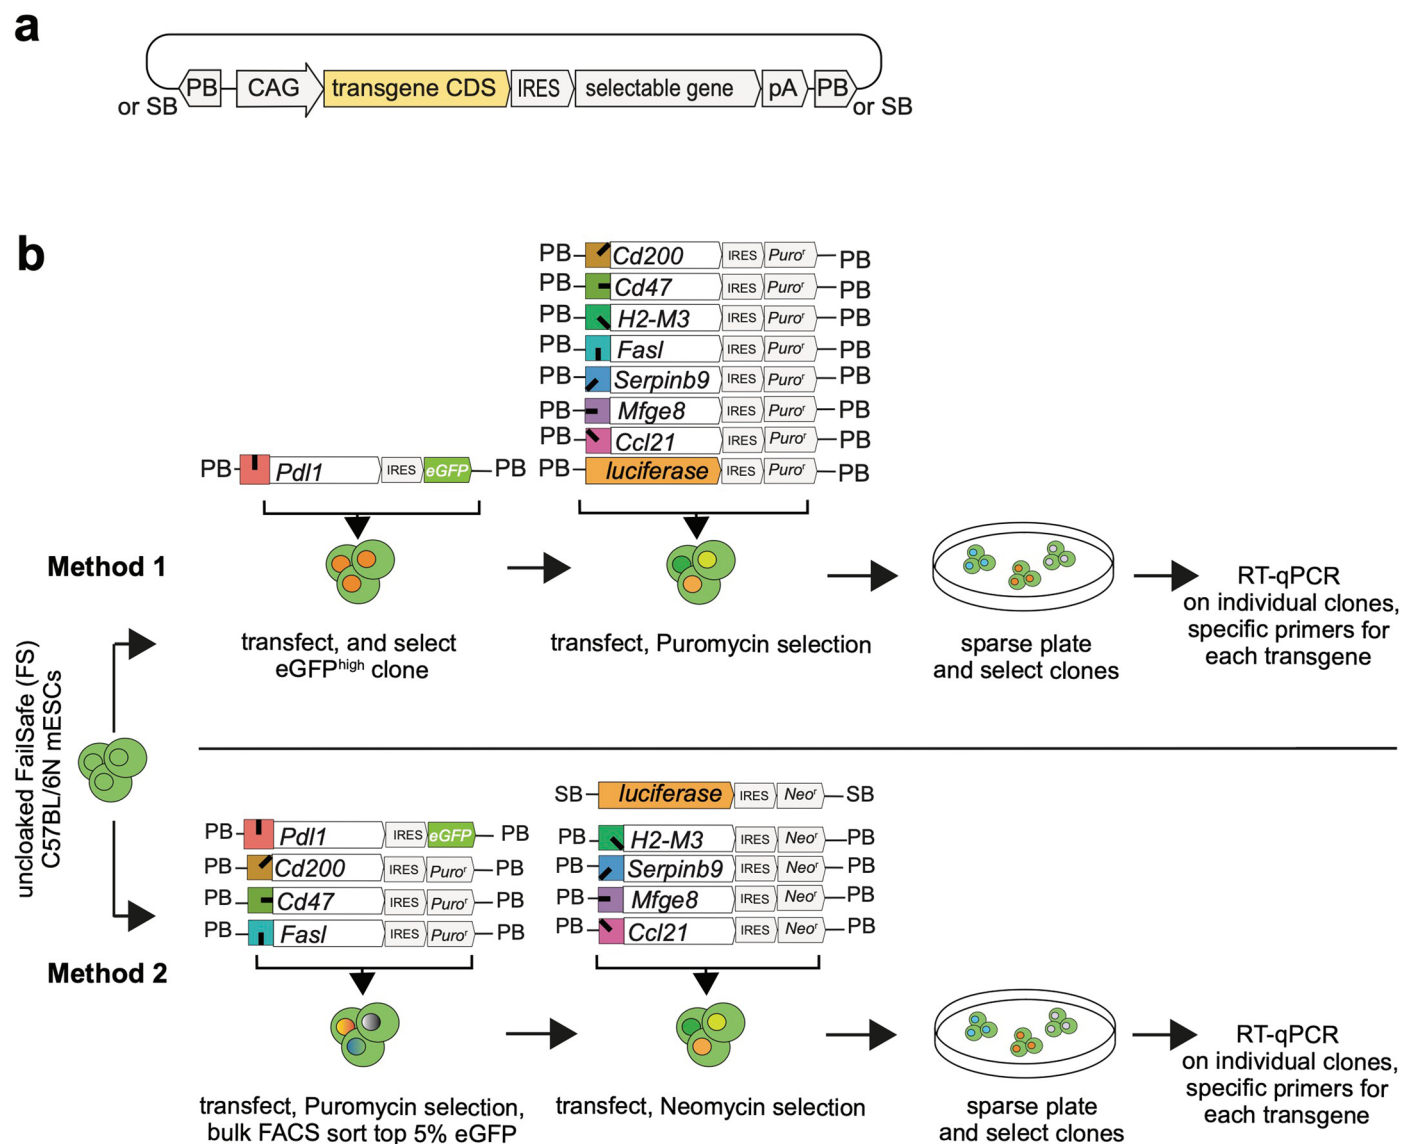 a
PB CAG transgene CDS IRES selectable gene pA PB
or SB or SB
b
PB Cd200 IRES Puroʳ PB
PB Cd47 IRES Puroʳ PB
PB H2-M3 IRES Puroʳ PB
PB Fasl IRES Puroʳ PB
PB Serpinb9 IRES Puroʳ PB
PB Mfge8 IRES Puroʳ PB
PB Ccl21 IRES Puroʳ PB
PB luciferase IRES Puroʳ PB
PB Pdl1 IRES eGFP PB
Method 1
transfect, and select
eGFPʰⁱᵍʰ clone
transfect, Puromycin selection
sparse plate
and select clones
RT-qPCR
on individual clones,
specific primers for
each transgene
uncloaked FailSafe (FS)
C57BL/6N mESCs
Method 2
PB Pdl1 IRES eGFP PB
PB Cd200 IRES Puroʳ PB
PB Cd47 IRES Puroʳ PB
PB Fasl IRES Puroʳ PB
SB luciferase IRES Neoʳ SB
PB H2-M3 IRES Neoʳ PB
PB Serpinb9 IRES Neoʳ PB
PB Mfge8 IRES Neoʳ PB
PB Ccl21 IRES Neoʳ PB
transfect, Puromycin selection,
bulk FACS sort top 5% eGFP
transfect, Neomycin selection
sparse plate
and select clones
RT-qPCR
on individual clones,
specific primers for
each transgene